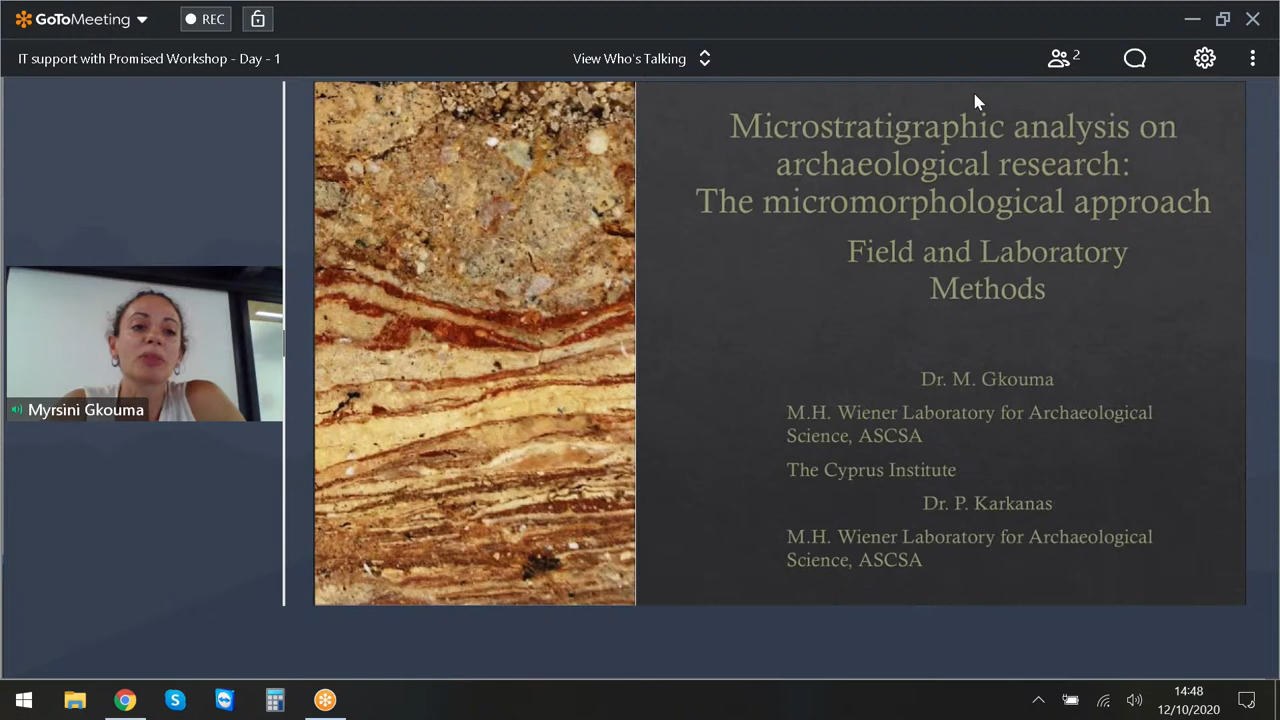 GoToMeeting
REC
IT support with Promised Workshop - Day - 1
View Who's Talking
2
Microstratigraphic analysis on
archaeological research:
The micromorphological approach
Field and Laboratory
Methods
Dr. M. Gkouma
M.H. Wiener Laboratory for Archaeological
Science, ASCSA
The Cyprus Institute
Dr. P. Karkanas
M.H. Wiener Laboratory for Archaeological
Science, ASCSA
Myrsini Gkouma
14:48
12/10/2020